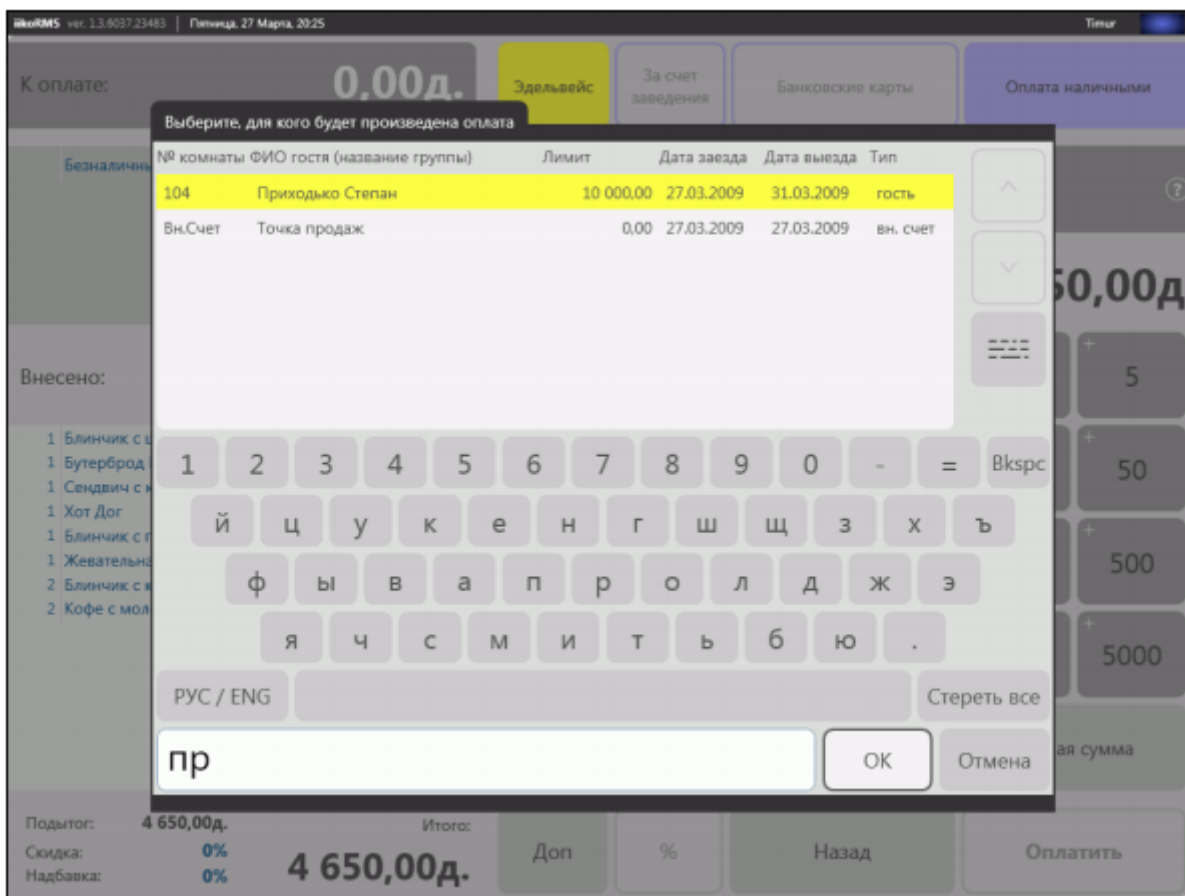 iikoRMS ver. 1.3.6037.23483 | Пятница, 27 Марта, 20:25 Timur
К оплате: 0,00д. Эдельвейс За счет заведения Банковские карты Оплата наличными
Выберите, для кого будет произведена оплата
№ комнаты ФИО гостя (название группы) Лимит Дата заезда Дата выезда Тип
104 Приходько Степан 10 000,00 27.03.2009 31.03.2009 гость
Вн.Счет Точка продаж 0,00 27.03.2009 27.03.2009 вн. счет
?
50,00д
Внесено:
+ 5
1 Блинчик с
1 Бутерброд
1 Сендвич с
1 Хот Дог
1 Блинчик с
1 Жевательна
2 Блинчик с
2 Кофе с мол
1 2 3 4 5 6 7 8 9 0 - = Bkspc
+ 50
й ц у к е н г ш щ з х ъ
+ 500
ф ы в а п р о л д ж э
я ч с м и т ь б ю .
+ 5000
РУС / ENG Стереть все
пр OK Отмена
ая сумма
Подытог: 4 650,00д.
Скидка: 0%
Надбавка: 0%
Итого:
4 650,00д.
Доп % Назад Оплатить